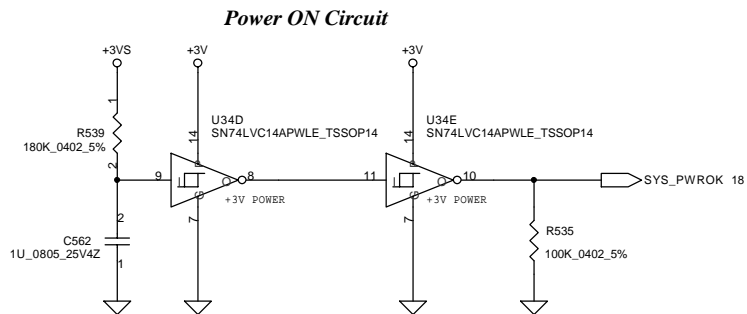 Power ON Circuit
+3VS
+3V
+3V
1
R539
180K_0402_5%
2
14
U34D
SN74LVC14APWLE_TSSOP14
P
9
I
O
8
G
+3V POWER
7
14
U34E
SN74LVC14APWLE_TSSOP14
P
11
I
O
10
G
+3V POWER
7
SYS_PWROK 18
2
C562
1U_0805_25V4Z
1
R535
100K_0402_5%